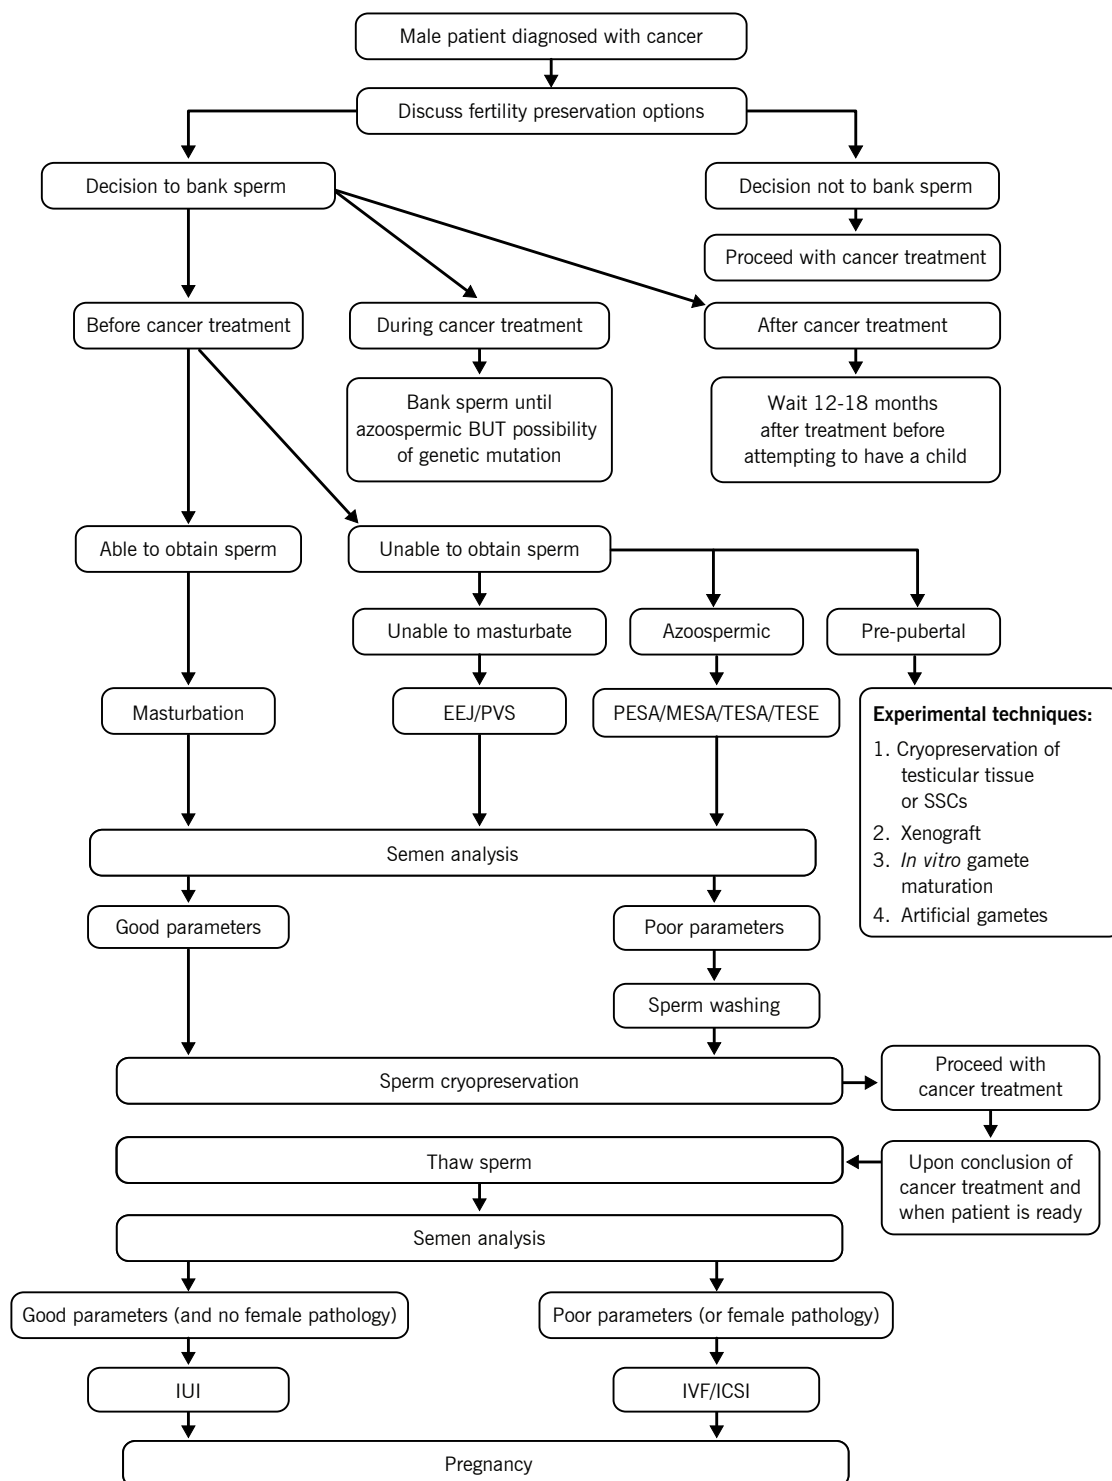 Male patient diagnosed with cancer
Discuss fertility preservation options
Decision to bank sperm
Decision not to bank sperm
Proceed with cancer treatment
Before cancer treatment
During cancer treatment
After cancer treatment
Bank sperm until
azoospermic BUT possibility
of genetic mutation
Wait 12-18 months
after treatment before
attempting to have a child
Able to obtain sperm
Unable to obtain sperm
Unable to masturbate
Azoospermic
Pre-pubertal
Masturbation
EEJ/PVS
PESA/MESA/TESA/TESE
Experimental techniques:
1. Cryopreservation of
testicular tissue
or SSCs
2. Xenograft
3. In vitro gamete
maturation
4. Artificial gametes
Semen analysis
Good parameters
Poor parameters
Sperm washing
Sperm cryopreservation
Proceed with
cancer treatment
Upon conclusion of
cancer treatment and
when patient is ready
Thaw sperm
Semen analysis
Good parameters (and no female pathology)
Poor parameters (or female pathology)
IUI
IVF/ICSI
Pregnancy